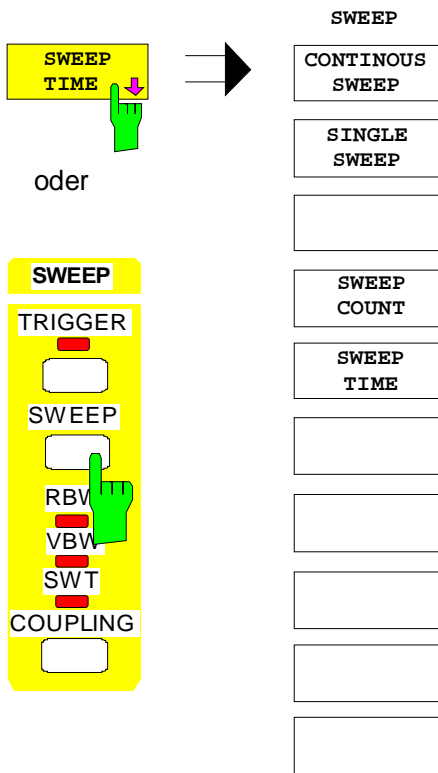 SWEEP
TIME
oder
SWEEP
TRIGGER
SWEEP
RBW
VBW
SWT
COUPLING
SWEEP
CONTINOUS
SWEEP
SINGLE
SWEEP
SWEEP
COUNT
SWEEP
TIME